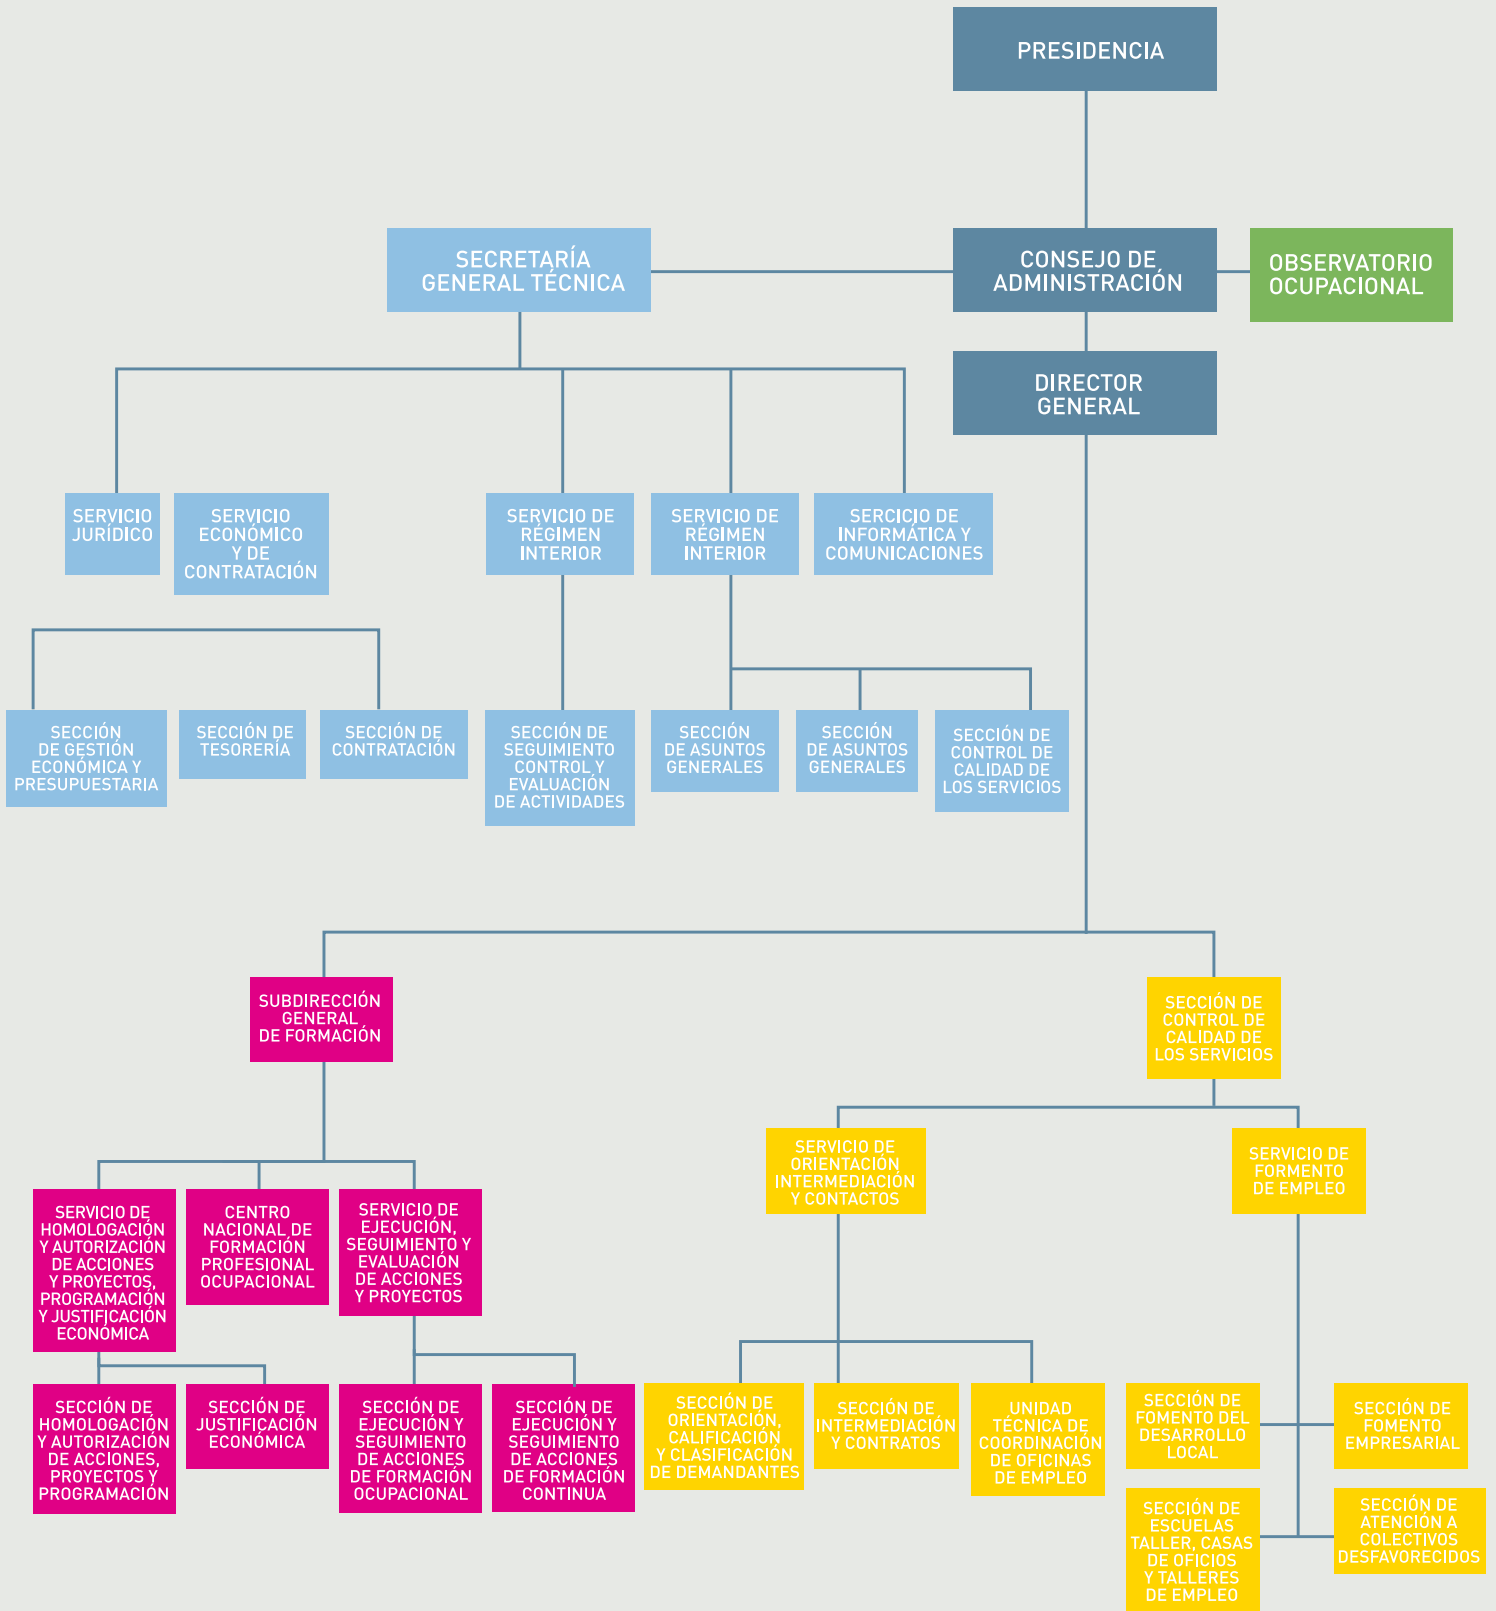 PRESIDENCIA
SECRETARÍA
GENERAL TÉCNICA
CONSEJO DE
ADMINISTRACIÓN
OBSERVATORIO
OCUPACIONAL
DIRECTOR
GENERAL
SERVICIO
JURÍDICO
SERVICIO
ECONÓMICO
Y DE
CONTRATACIÓN
SERVICIO DE
RÉGIMEN
INTERIOR
SERVICIO DE
RÉGIMEN
INTERIOR
SERCICIO DE
INFORMÁTICA Y
COMUNICACIONES
SECCIÓN
DE GESTIÓN
ECONÓMICA Y
PRESUPUESTARIA
SECCIÓN DE
TESORERÍA
SECCIÓN DE
CONTRATACIÓN
SECCIÓN DE
SEGUIMIENTO
CONTROL Y
EVALUACIÓN
DE ACTIVIDADES
SECCIÓN
DE ASUNTOS
GENERALES
SECCIÓN
DE ASUNTOS
GENERALES
SECCIÓN DE
CONTROL DE
CALIDAD DE
LOS SERVICIOS
SUBDIRECCIÓN
GENERAL
DE FORMACIÓN
SECCIÓN DE
CONTROL DE
CALIDAD DE
LOS SERVICIOS
SERVICIO DE
ORIENTACIÓN
INTERMEDIACIÓN
Y CONTACTOS
SERVICIO DE
FORMENTO
DE EMPLEO
SERVICIO DE
HOMOLOGACIÓN
Y AUTORIZACIÓN
DE ACCIONES
Y PROYECTOS,
PROGRAMACIÓN
Y JUSTIFICACIÓN
ECONÓMICA
CENTRO
NACIONAL DE
FORMACIÓN
PROFESIONAL
OCUPACIONAL
SERVICIO DE
EJECUCIÓN,
SEGUIMIENTO Y
EVALUACIÓN
DE ACCIONES
Y PROYECTOS
SECCIÓN DE
HOMOLOGACIÓN
Y AUTORIZACIÓN
DE ACCIONES,
PROYECTOS Y
PROGRAMACIÓN
SECCIÓN DE
JUSTIFICACIÓN
ECONÓMICA
SECCIÓN DE
EJECUCIÓN Y
SEGUIMIENTO
DE ACCIONES
DE FORMACIÓN
OCUPACIONAL
SECCIÓN DE
EJECUCIÓN Y
SEGUIMIENTO
DE ACCIONES
DE FORMACIÓN
CONTINUA
SECCIÓN DE
ORIENTACIÓN,
CALIFICACIÓN
Y CLASIFICACIÓN
DE DEMANDANTES
SECCIÓN DE
INTERMEDIACIÓN
Y CONTRATOS
UNIDAD
TÉCNICA DE
COORDINACIÓN
DE OFICINAS
DE EMPLEO
SECCIÓN DE
FOMENTO DEL
DESARROLLO
LOCAL
SECCIÓN DE
FOMENTO
EMPRESARIAL
SECCIÓN DE
ESCUELAS
TALLER, CASAS
DE OFICIOS
Y TALLERES
DE EMPLEO
SECCIÓN DE
ATENCIÓN A
COLECTIVOS
DESFAVORECIDOS